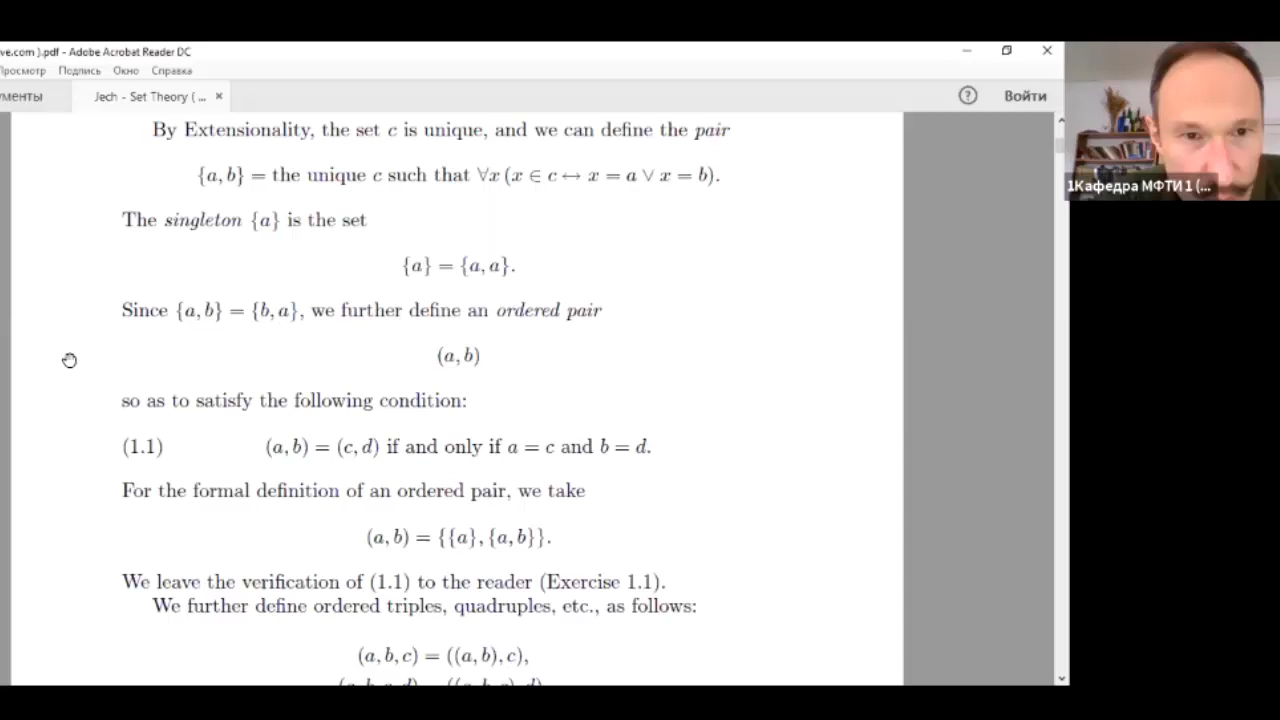 ve.com ).pdf - Adobe Acrobat Reader DC
Просмотр Подпись Окно Справка
ументы Jech - Set Theory ( ... × ? Войти
By Extensionality, the set c is unique, and we can define the pair
{a, b} = the unique c such that ∀x (x ∈ c ↔ x = a ∨ x = b).
The singleton {a} is the set
{a} = {a, a}.
Since {a, b} = {b, a}, we further define an ordered pair
(a, b)
so as to satisfy the following condition:
(1.1) (a, b) = (c, d) if and only if a = c and b = d.
For the formal definition of an ordered pair, we take
(a, b) = {{a}, {a, b}}.
We leave the verification of (1.1) to the reader (Exercise 1.1).
We further define ordered triples, quadruples, etc., as follows:
(a, b, c) = ((a, b), c),
1Кафедра МФТИ 1 (...